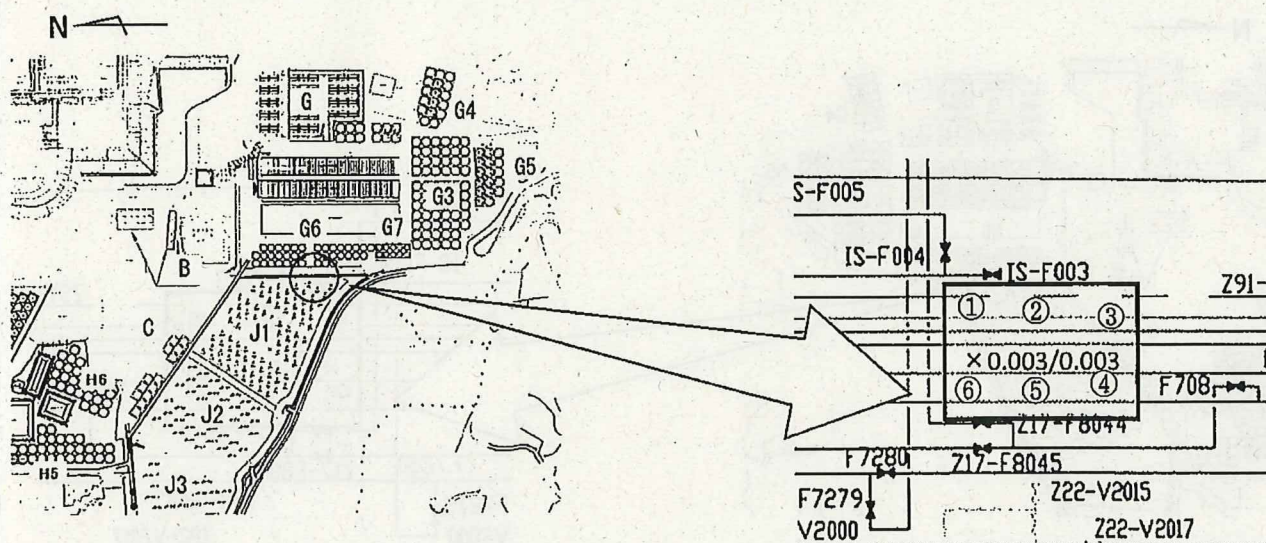 N
G
G4
G5
G3
G6
G7
B
C
J1
H6
J2
H5
J3
S-F005
IS-F004
IS-F003
Z91-
① ② ③
× 0.003/0.003
⑥ ⑤ ④
F708
Z17-F8044
Z17-F8045
F7280
Z22-V2015
F7279
V2000
Z22-V2017